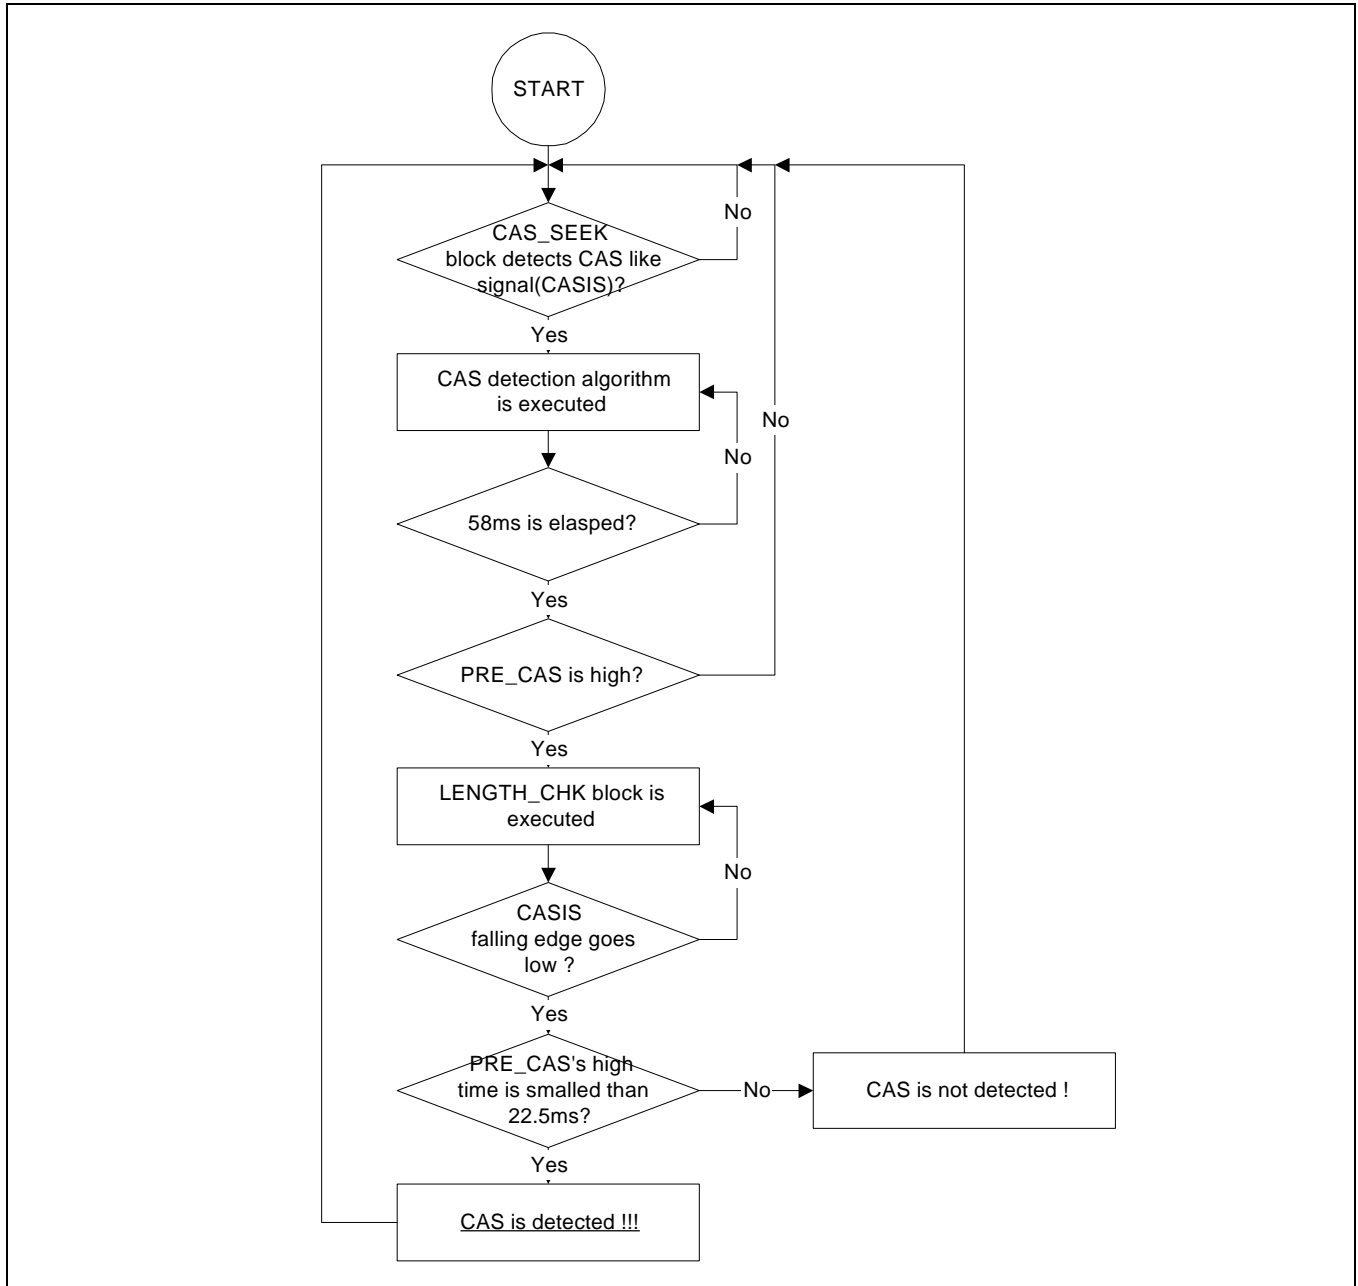 START
No
CAS_SEEK
block detects CAS like
signal(CASIS)?
Yes
CAS detection algorithm
is executed
No
No
58ms is elasped?
Yes
PRE_CAS is high?
Yes
LENGTH_CHK block is
executed
No
CASIS
falling edge goes
low ?
Yes
PRE_CAS's high
time is smalled than
22.5ms?
No
CAS is not detected !
Yes
CAS is detected !!!